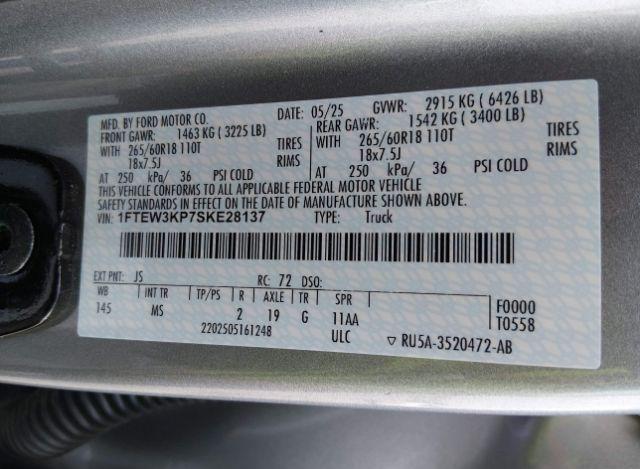 MFD. BY FORD MOTOR CO. DATE: 05/25 GVWR: 2915 KG ( 6426 LB)
FRONT GAWR: 1463 KG ( 3225 LB) REAR GAWR: 1542 KG ( 3400 LB)
WITH 265/60R18 110T TIRES WITH 265/60R18 110T TIRES
18x7.5J RIMS 18x7.5J RIMS
AT 250 kPa/ 36 PSI COLD AT 250 kPa/ 36 PSI COLD
THIS VEHICLE CONFORMS TO ALL APPLICABLE FEDERAL MOTOR VEHICLE
SAFETY STANDARDS IN EFFECT ON THE DATE OF MANUFACTURE SHOWN ABOVE.
VIN: 1FTEW3KP7SKE28137 TYPE: Truck
EXT PNT: JS RC: 72 DSO:
WB INT TR TP/PS R AXLE TR SPR
145 MS 2 19 G 11AA
2202505161248 ULC
F0000
T0558
▽ RU5A-3520472-AB